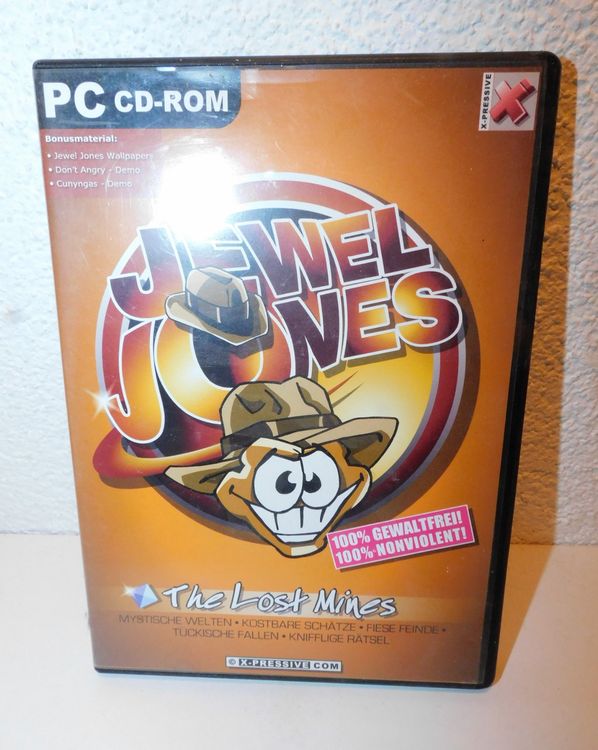 PC CD-ROM
X-PRESSIVE
Bonusmaterial:
• Jewel Jones Wallpaper
• Don't Angry - Demo
• Cunyngas - Demo
JEWEL
JONES
100% GEWALTFREI!
100% NONVIOLENT!
The Lost Mines
MYSTISCHE WELTEN • KOSTBARE SCHÄTZE • FIESE FEINDE •
TÜCKISCHE FALLEN • KNIFFLIGE RÄTSEL
© X-PRESSIVE COM